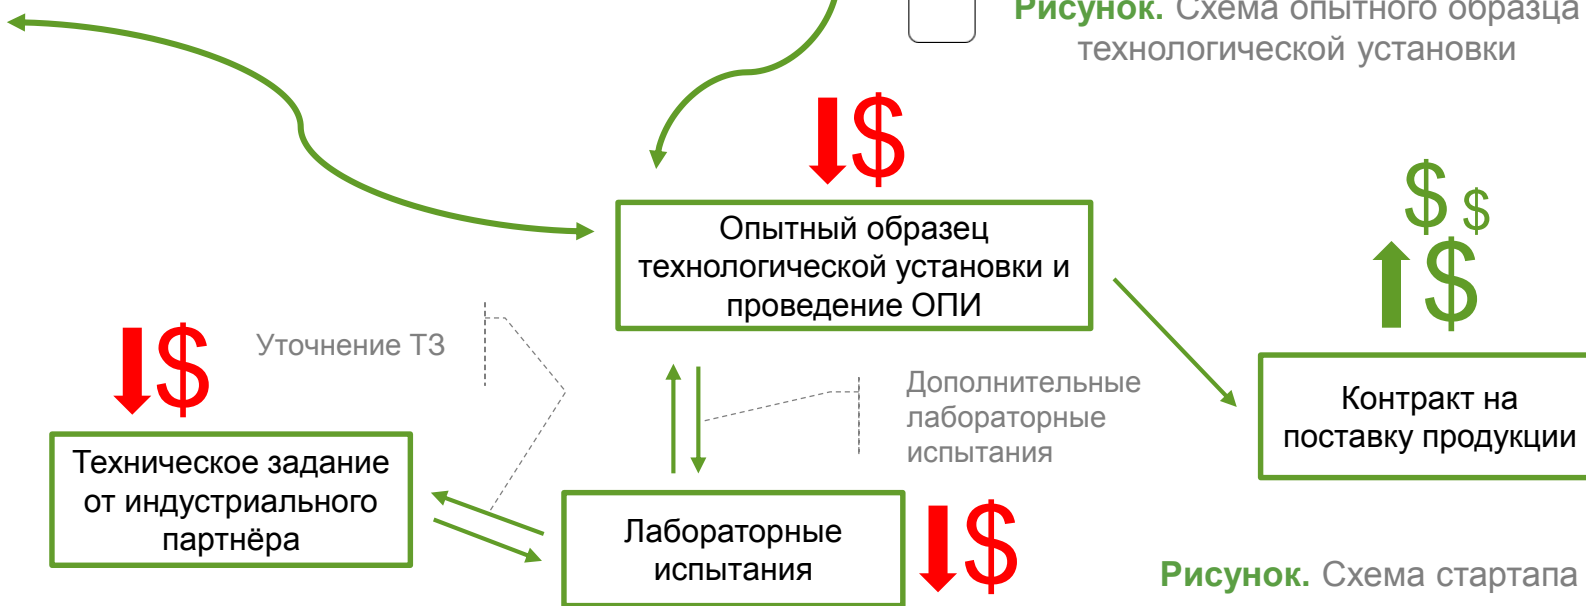 Рисунок. Схема опытного образца
технологической установки
$
$ $
$
Опытный образец
технологической установки и
проведение ОПИ
$
Уточнение ТЗ
Дополнительные
лабораторные
испытания
Контракт на
поставку продукции
Техническое задание
от индустриального
партнёра
Лабораторные
испытания
$
Рисунок. Схема стартапа